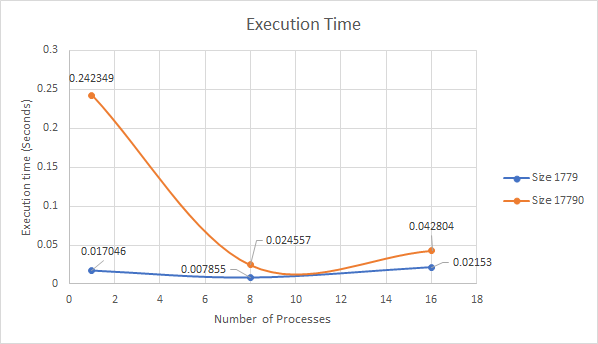 Execution Time
0.3
0.25
0.2
0.15
0.1
0.05
0
Execution time (Seconds)
0.242349
0.017046
0.007855
0.024557
0.042804
0.02153
0 2 4 6 8 10 12 14 16 18
Number of Processes
Size 1779
Size 17790